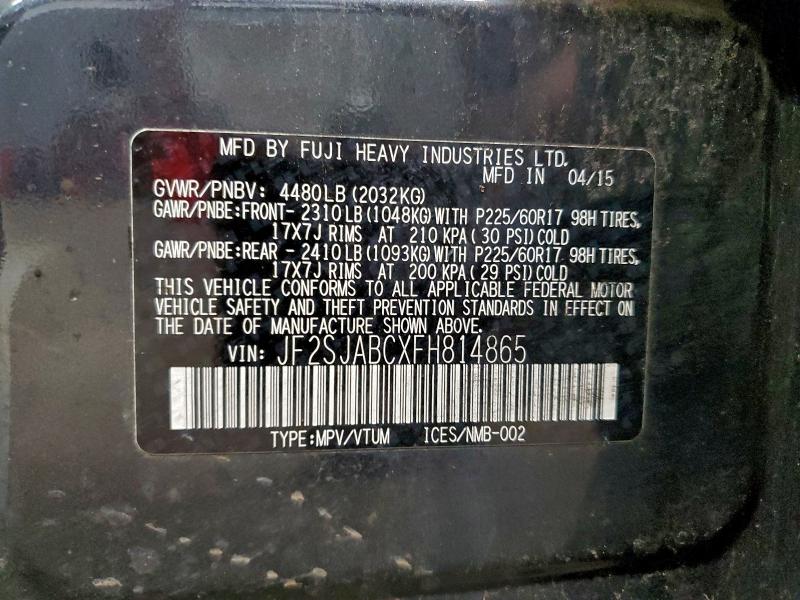 MFD BY FUJI HEAVY INDUSTRIES LTD.
MFD IN 04/15
GVWR/PNBV: 4480LB(2032KG)
GAWR/PNBE:FRONT- 2310LB(1048KG)WITH P225/60R17 98H TIRES,
17X7J RIMS AT 210 KPA(30 PSI)COLD
GAWR/PNBE:REAR - 2410LB(1093KG)WITH P225/60R17 98H TIRES,
17X7J RIMS AT 200 KPA(29 PSI)COLD
THIS VEHICLE CONFORMS TO ALL APPLICABLE FEDERAL MOTOR
VEHICLE SAFETY AND THEFT PREVENTION STANDARDS IN EFFECT ON
THE DATE OF MANUFACTURE SHOWN ABOVE.
VIN: JF2SJABCXFH814865
TYPE:MPV/VTUM ICES/NMB-002